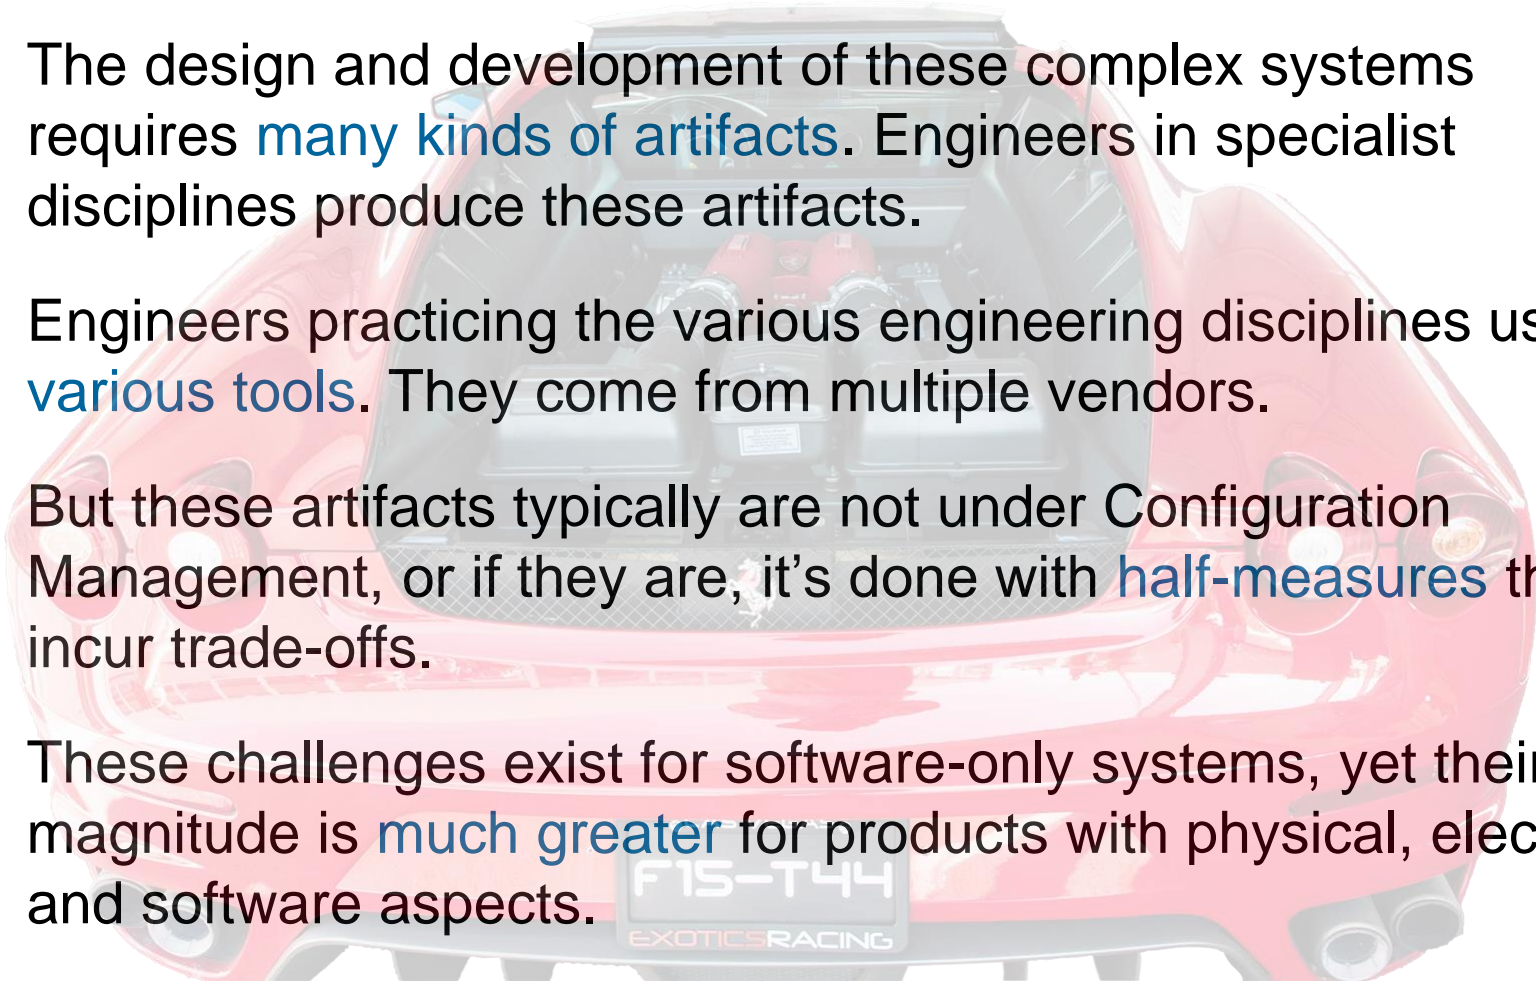 The design and development of these complex systems
requires many kinds of artifacts. Engineers in specialist
disciplines produce these artifacts.
Engineers practicing the various engineering disciplines us
various tools. They come from multiple vendors.
But these artifacts typically are not under Configuration
Management, or if they are, it’s done with half-measures th
incur trade-offs.
These challenges exist for software-only systems, yet their
magnitude is much greater for products with physical, elec
and software aspects.
F15-T44
EXOTICSRACING